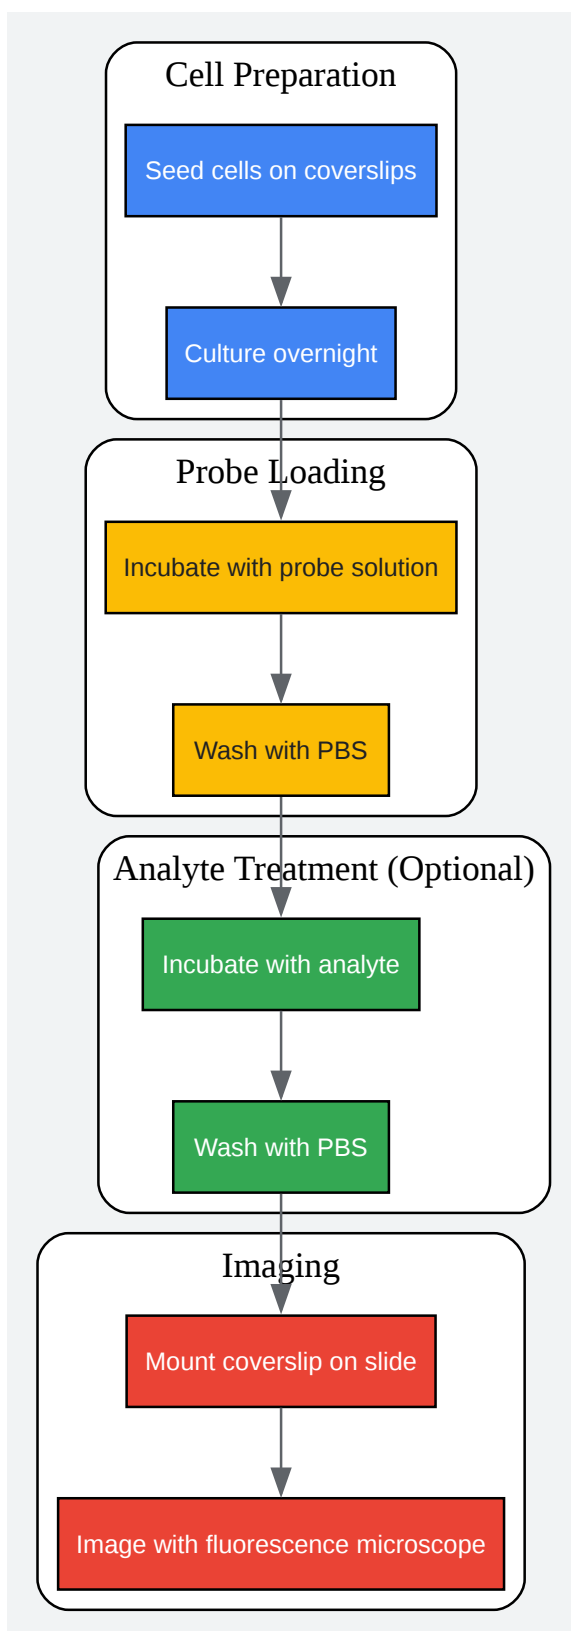 Cell Preparation
Seed cells on coverslips
Culture overnight
Probe Loading
Incubate with probe solution
Wash with PBS
Analyte Treatment (Optional)
Incubate with analyte
Wash with PBS
Imaging
Mount coverslip on slide
Image with fluorescence microscope